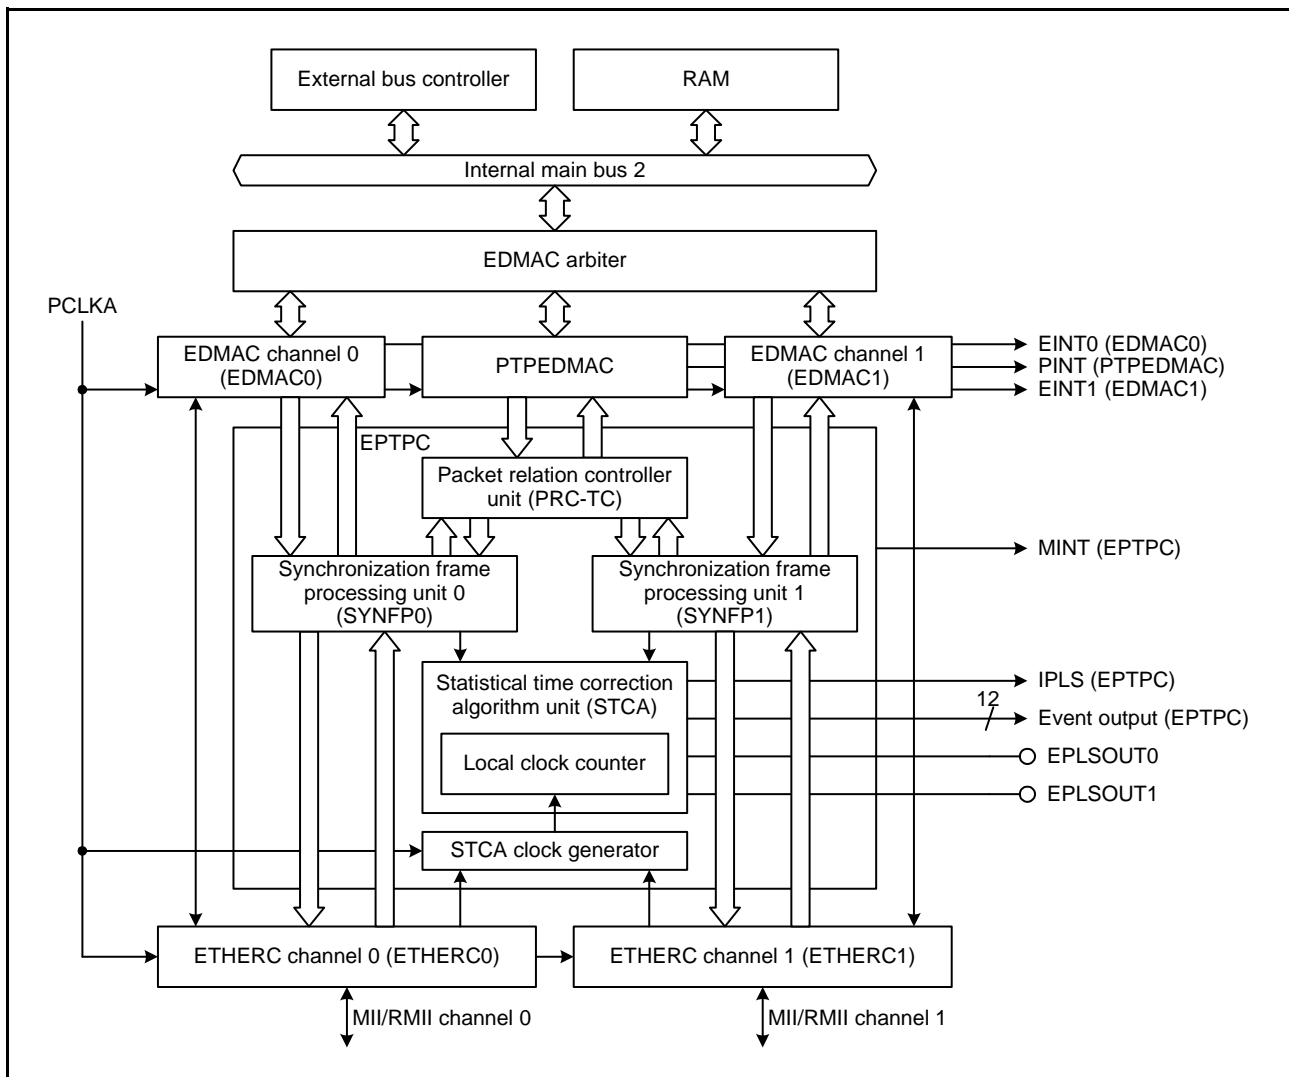 External bus controller
RAM
Internal main bus 2
EDMAC arbiter
PCLKA
EDMAC channel 0
(EDMAC0)
PTPEDMAC
EDMAC channel 1
(EDMAC1)
EINT0 (EDMAC0)
PINT (PTPEDMAC)
EINT1 (EDMAC1)
EPTPC
Packet relation controller
unit (PRC-TC)
Synchronization frame
processing unit 0
(SYNFP0)
Synchronization frame
processing unit 1
(SYNFP1)
MINT (EPTPC)
Statistical time correction
algorithm unit (STCA)
Local clock counter
IPLS (EPTPC)
12
Event output (EPTPC)
EPLSOUT0
EPLSOUT1
STCA clock generator
ETHERC channel 0 (ETHERC0)
ETHERC channel 1 (ETHERC1)
MII/RMII channel 0
MII/RMII channel 1